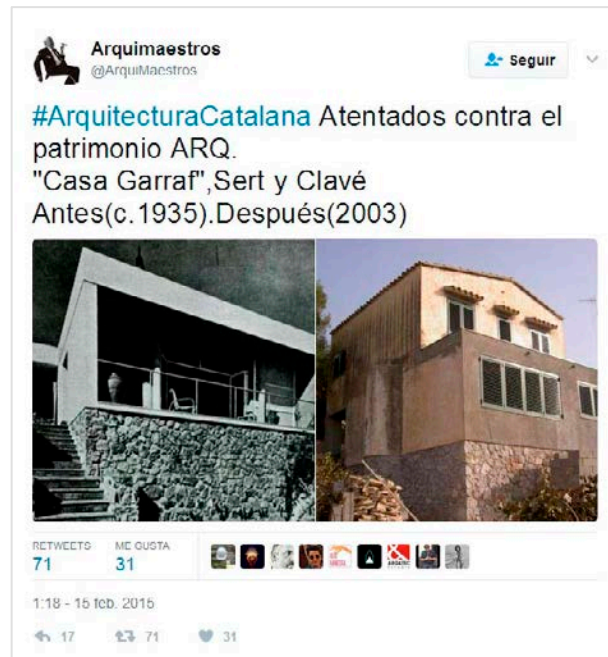 Arquimaestros
@ArquiMaestros
Seguir
#ArquitecturaCatalana Atentados contra el
patrimonio ARQ.
"Casa Garraf",Sert y Clavé
Antes(c.1935).Después(2003)
RETWEETS ME GUSTA
71 31
1:18 - 15 feb. 2015
17 71 31